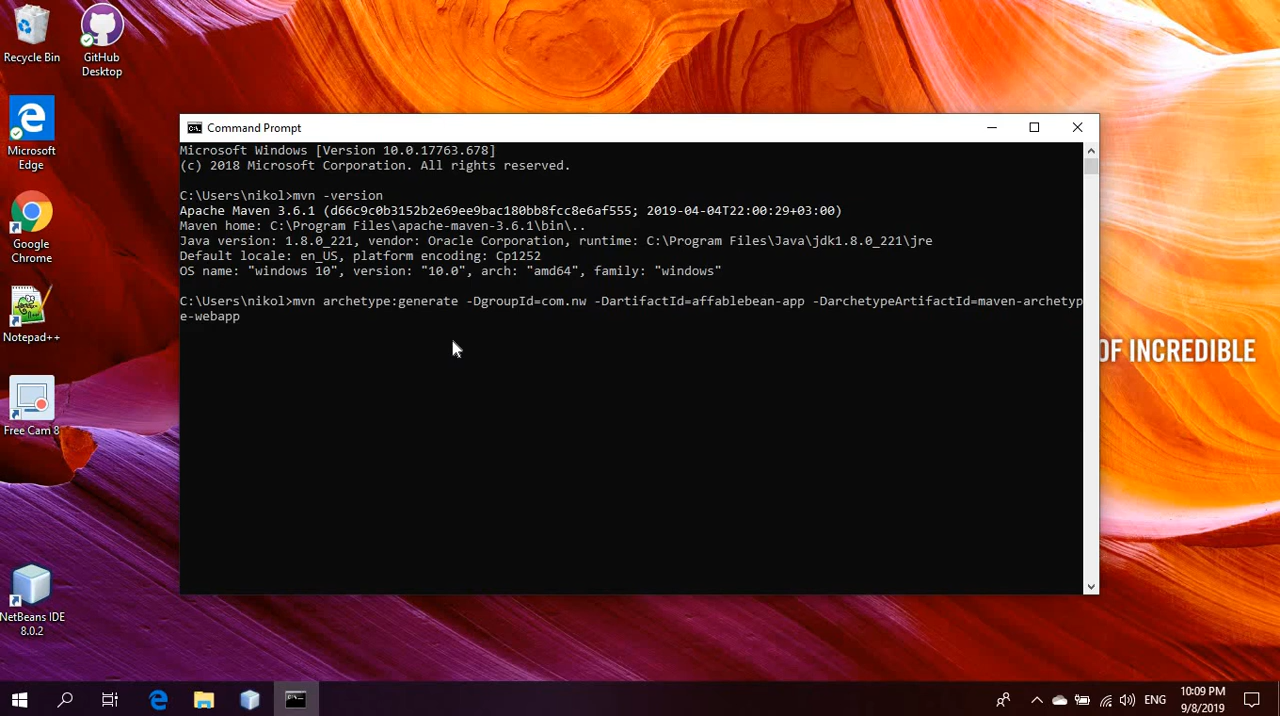 Recycle Bin
GitHub
Desktop
Microsoft
Edge
Google
Chrome
Notepad++
Free Cam 8
NetBeans IDE
8.0.2
Command Prompt
Microsoft Windows [Version 10.0.17763.678]
(c) 2018 Microsoft Corporation. All rights reserved.
C:\Users\nikol>mvn -version
Apache Maven 3.6.1 (d66c9c0b3152b2e69ee9bac180bb8fcc8e6af555; 2019-04-04T22:00:29+03:00)
Maven home: C:\Program Files\apache-maven-3.6.1\bin\..
Java version: 1.8.0_221, vendor: Oracle Corporation, runtime: C:\Program Files\Java\jdk1.8.0_221\jre
Default locale: en_US, platform encoding: Cp1252
OS name: "windows 10", version: "10.0", arch: "amd64", family: "windows"
C:\Users\nikol>mvn archetype:generate -DgroupId=com.nw -DartifactId=affablebean-app -DarchetypeArtifactId=maven-archetyp
e-webapp
OF INCREDIBLE
ENG
10:09 PM
9/8/2019